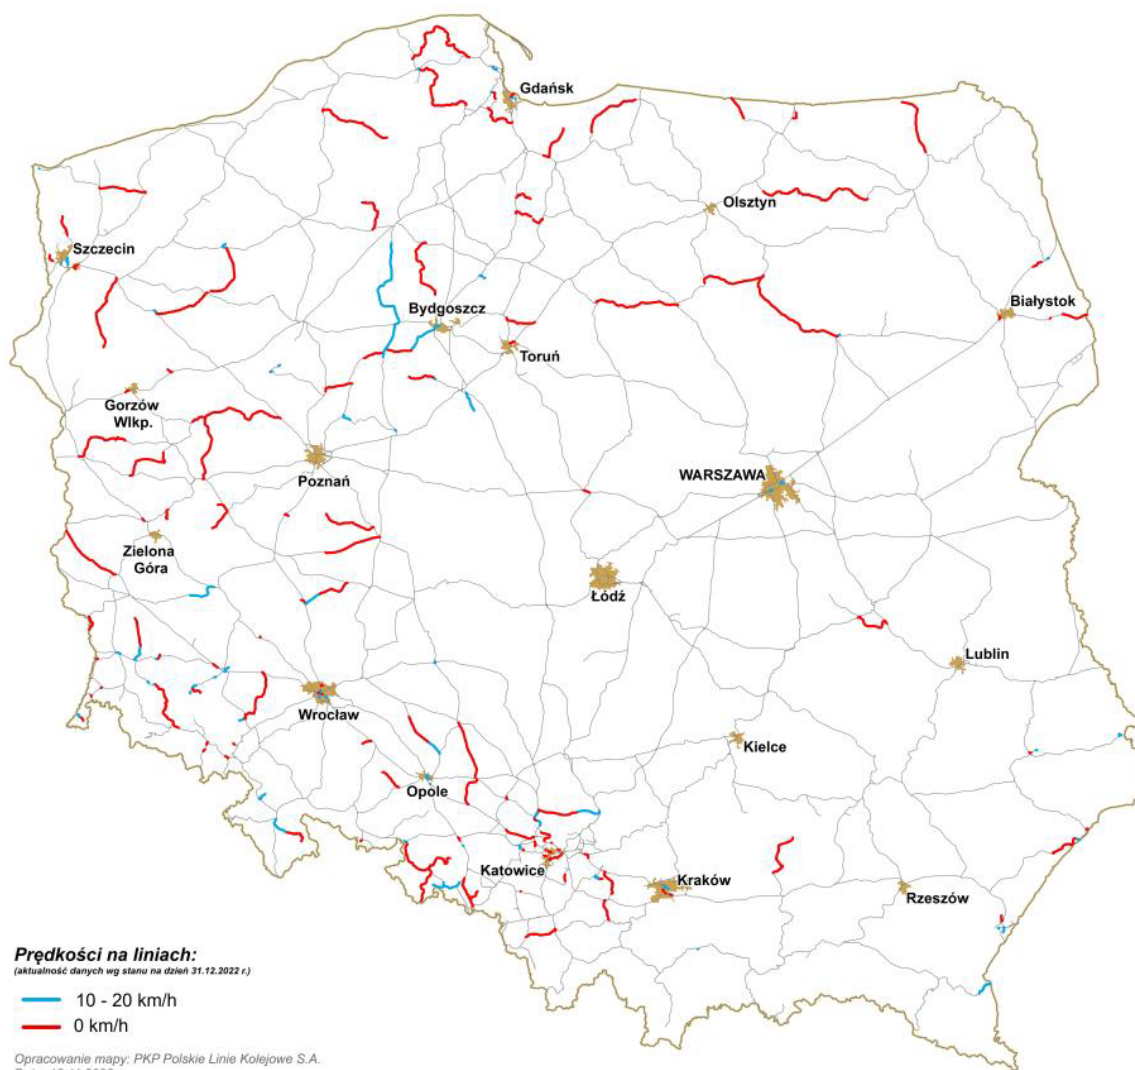 Gdańsk
Olsztyn
Szczecin
Bydgoszcz
Białystok
Toruń
Gorzów
Wlkp.
Poznań
WARSZAWA
Zielona
Góra
Łódź
Lublin
Wrocław
Kielce
Opole
Katowice
Kraków
Rzeszów
Prędkości na liniach:
(aktualność danych wg stanu na dzień 31.12.2022 r.)
10 - 20 km/h
0 km/h
Opracowanie mapy: PKP Polskie Linie Kolejowe S.A.